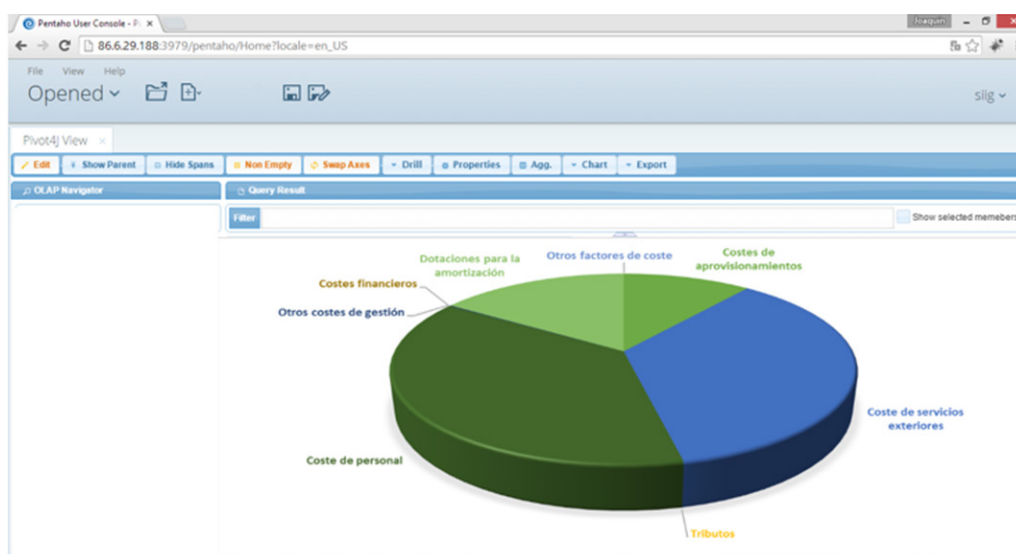 Pentaho User Console - P
Joaquin
86.6.29.188:3979/pentaho/Home?locale=en_US
File View Help
Opened
siig
Pivot4J View
Edit Show Parent Hide Spans Non Empty Swap Axes Drill Properties Agg. Chart Export
OLAP Navigator
Query Result
Filter
Show selected memebers
Otros factores de coste
Costes de
aprovisionamientos
Dotaciones para la
amortización
Costes financieros
Otros costes de gestión
Coste de servicios
exteriores
Coste de personal
Tributos